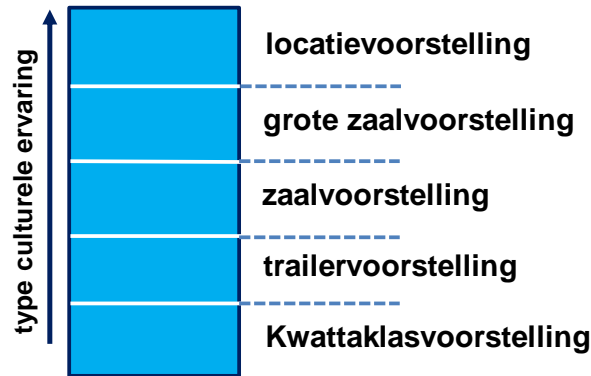 type culturele ervaring
locatievoorstelling
grote zaalvoorstelling
zaalvoorstelling
trailervoorstelling
Kwattaklasvoorstelling